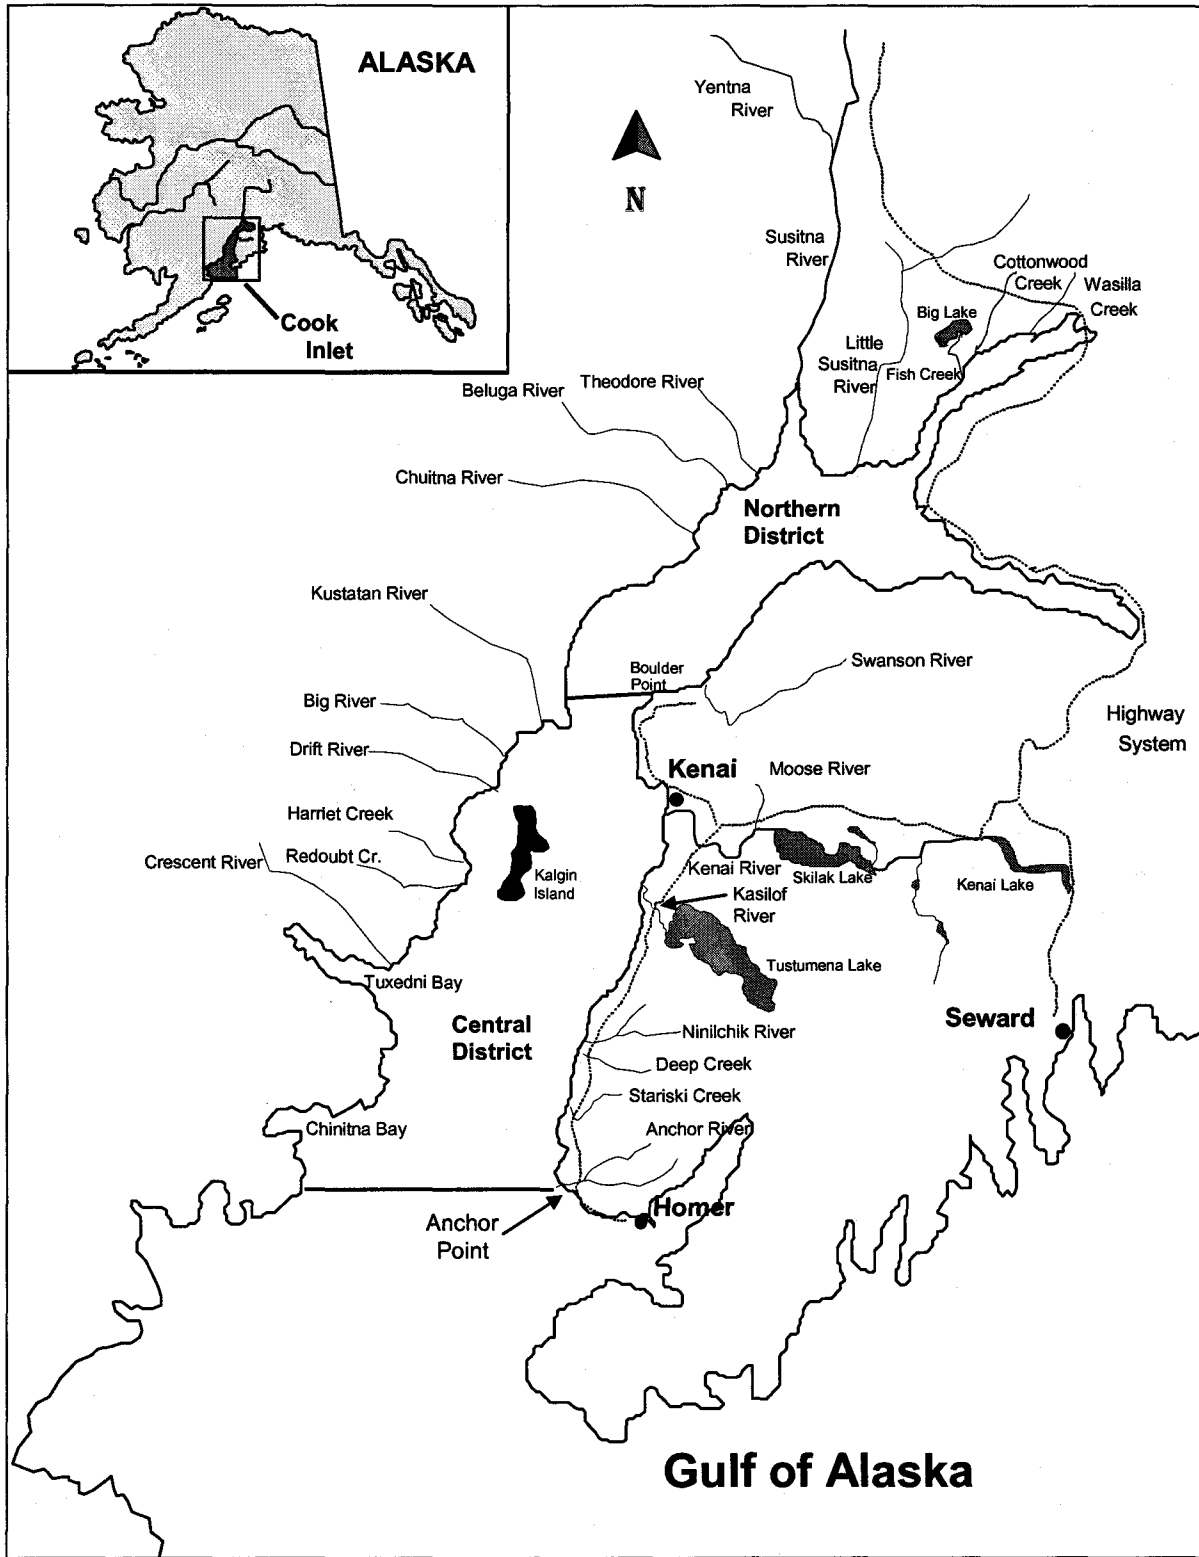 ALASKA
Cook
Inlet
Yentna
River
N
Susitna
River
Cottonwood
Creek
Wasilla
Creek
Big Lake
Little
Susitna
River
Fish Creek
Theodore River
Beluga River
Chuitna River
Northern
District
Kustatan River
Boulder
Point
Swanson River
Big River
Highway
System
Drift River
Kenai
Moose River
Harriet Creek
Crescent River
Redoubt Cr.
Kalgin
Island
Kenai River
Skilak Lake
Kenai Lake
Kasilof
River
Tustumena Lake
Tuxedni Bay
Central
District
Seward
Ninilchik River
Deep Creek
Stariski Creek
Chinitna Bay
Anchor River
Homer
Anchor
Point
Gulf of Alaska